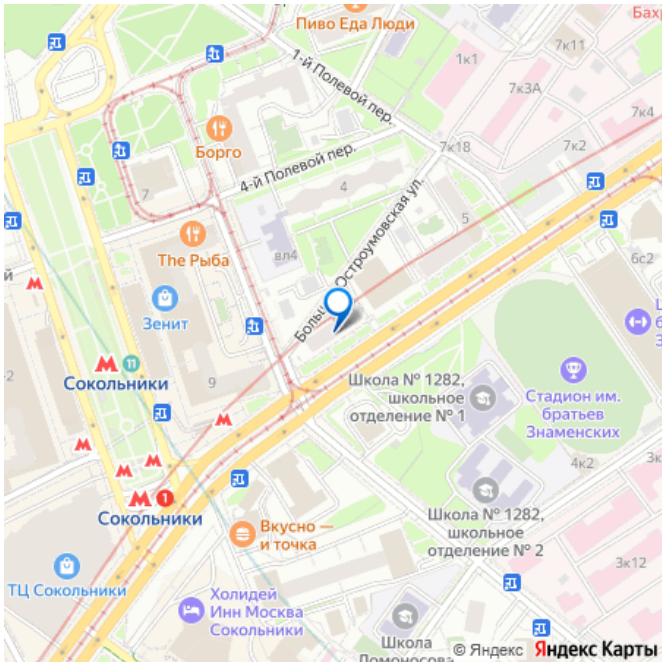 Пиво Еда Люди
Бахр
7к11
1к1
1-й Полевой пер.
7к3А
7к4
7к18
7к2
Борго
4-й Полевой пер.
7
4
5
Большая Остроумовская ул.
The Рыба
вл4
6с2
й
Зенит
11
Сокольники
9
-2
Школа № 1282,
школьное
отделение № 1
Стадион им.
братьев
Знаменских
4к2
1
Сокольники
Вкусно —
и точка
Школа № 1282,
школьное
отделение № 2
3к12
ТЦ Сокольники
Холидей
Инн Москва
Сокольники
Школа
Ломоносова
© Яндекс Яндекс Карты